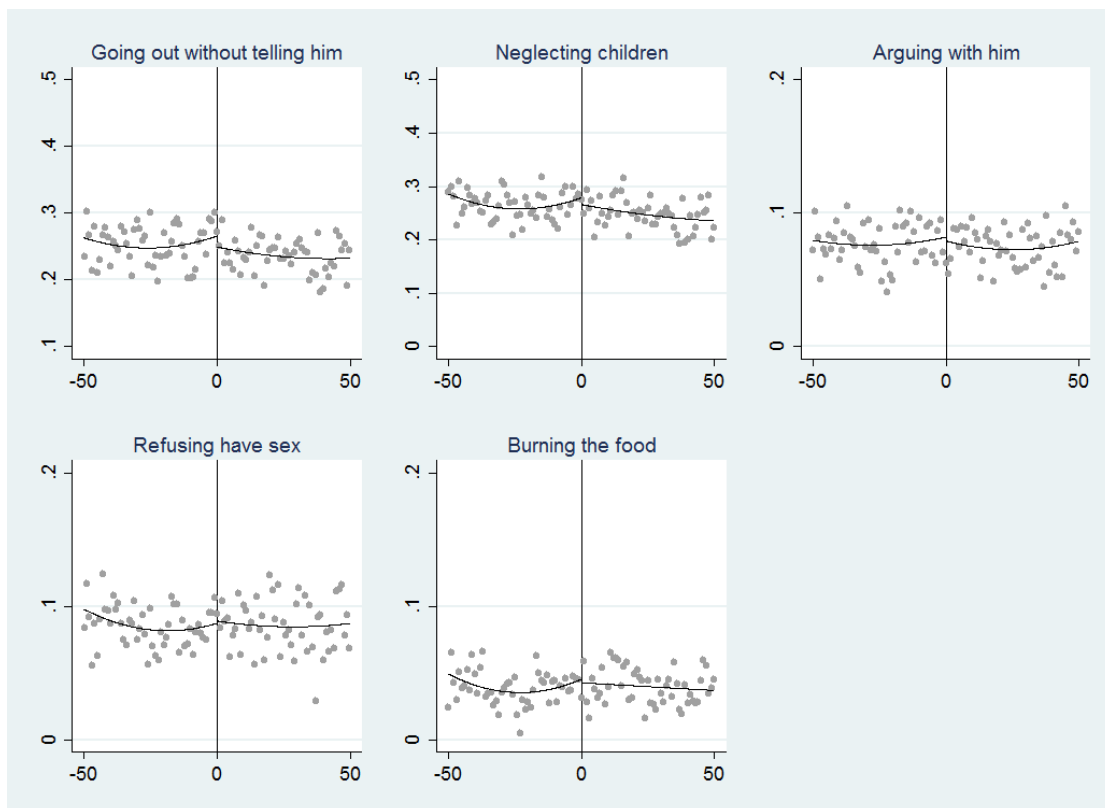 Going out without telling him
.5
.4
.3
.2
.1
-50 0 50
Neglecting children
.5
.4
.3
.2
.1
0
-50 0 50
Arguing with him
.2
.1
0
-50 0 50
Refusing have sex
.2
.1
0
-50 0 50
Burning the food
.2
.1
0
-50 0 50